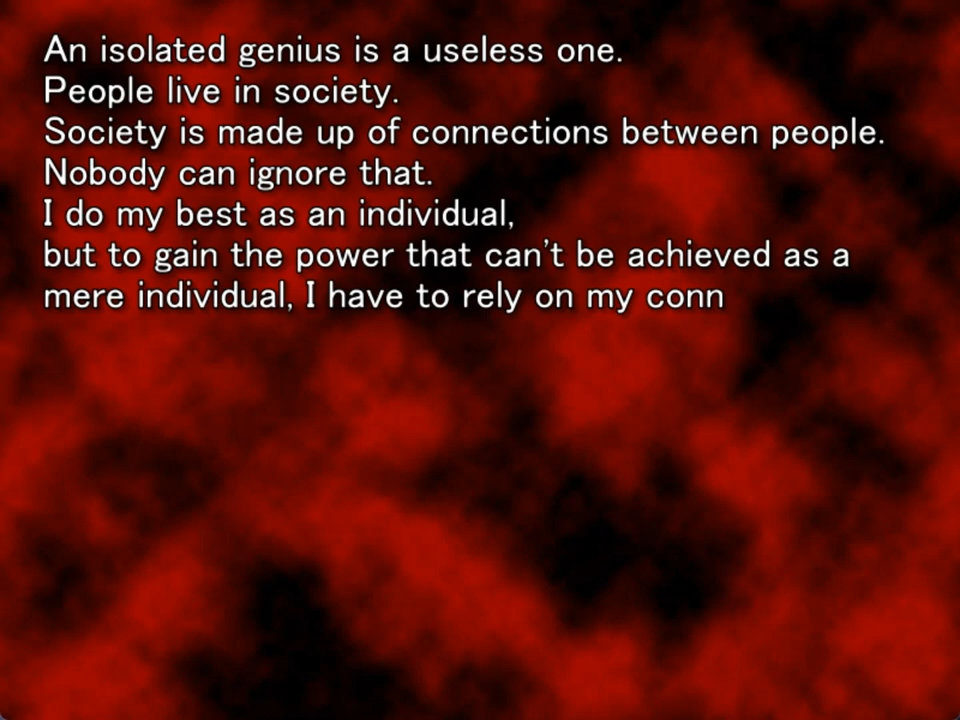 An isolated genius is a useless one.
People live in society.
Society is made up of connections between people.
Nobody can ignore that.
I do my best as an individual,
but to gain the power that can't be achieved as a
mere individual, I have to rely on my conn